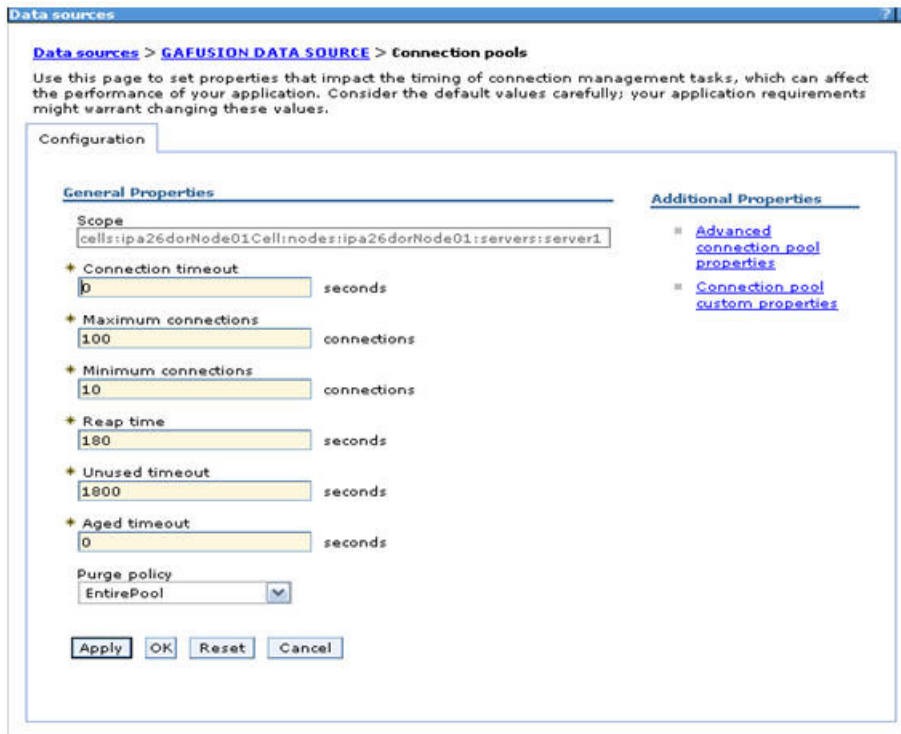 Data sources
?
Data sources > GAFUSION DATA SOURCE > Connection pools
Use this page to set properties that impact the timing of connection management tasks, which can affect
the performance of your application. Consider the default values carefully; your application requirements
might warrant changing these values.
Configuration
General Properties
Scope
cells:ipa26dorNode01Cell:nodes:ipa26dorNode01:servers:server1
Connection timeout
0 seconds
Maximum connections
100 connections
Minimum connections
10 connections
Reap time
180 seconds
Unused timeout
1800 seconds
Aged timeout
0 seconds
Purge policy
EntirePool
Apply OK Reset Cancel
Additional Properties
Advanced
connection pool
properties
Connection pool
custom properties